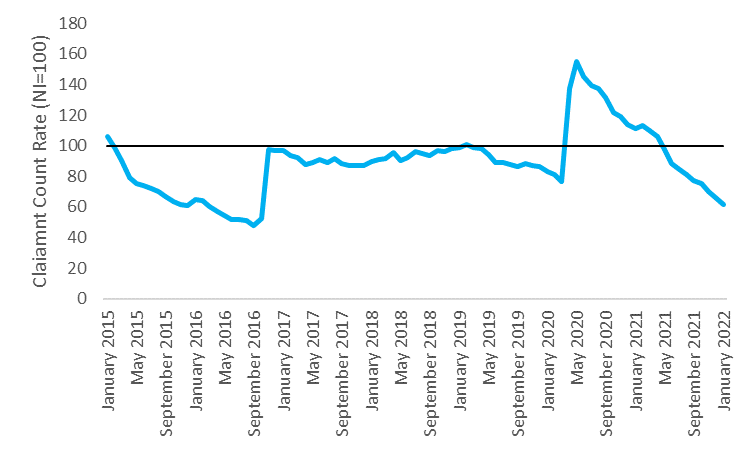 180
160
140
120
100
80
60
40
20
0
Claiamnt Count Rate (NI=100)
January 2015
May 2015
September 2015
January 2016
May 2016
September 2016
January 2017
May 2017
September 2017
January 2018
May 2018
September 2018
January 2019
May 2019
September 2019
January 2020
May 2020
September 2020
January 2021
May 2021
September 2021
January 2022